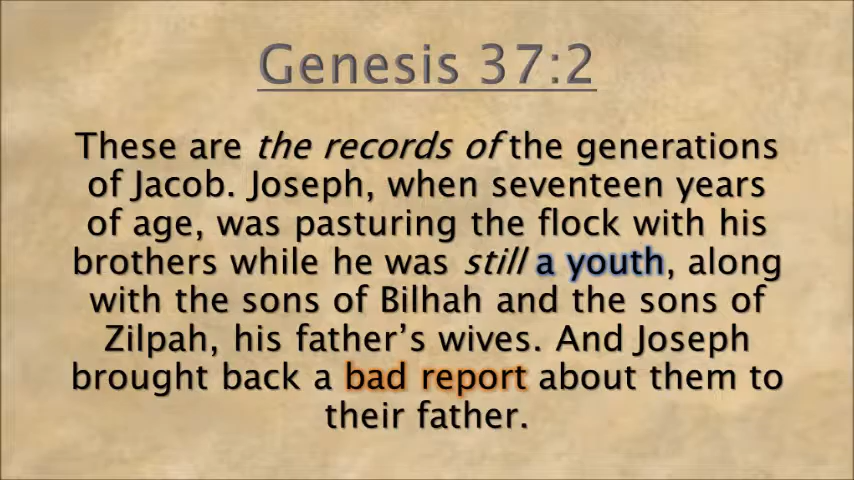 Genesis 37:2
These are the records of the generations
of Jacob. Joseph, when seventeen years
of age, was pasturing the flock with his
brothers while he was still a youth, along
with the sons of Bilhah and the sons of
Zilpah, his father’s wives. And Joseph
brought back a bad report about them to
their father.